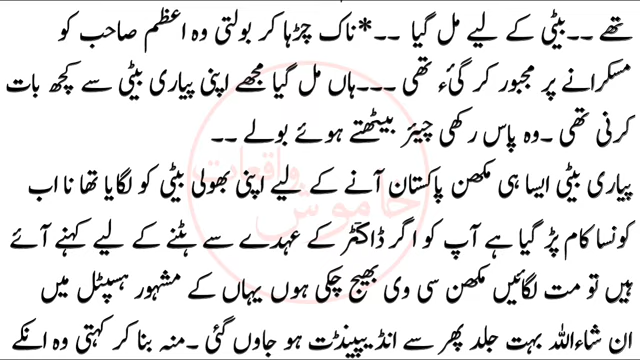 تھے ۔۔بیٹی کے لیے مل گیا ۔۔*ناک چڑھا کر بولتی وہ اعظم صاحب کو
مسکرانے پر مجبور کر گئیء تھی ۔۔۔ہاں مل گیا مجھے اپنی پیاری بیٹی سے کچھ بات
کرنی تھی ۔وہ پاس رکھی چیئر بیٹھتے ہوئے بولے ۔۔
پیاری بیٹی ایسا ہی مکھن پاکستان آنے کے لیے اپنی بھولی بیٹی کو لگایا تھا نا اب
کونسا کام پڑ گیا ہے آپ کو اگر ڈاکٹر کے عہدے سے ہٹنے کے لیے کہنے آئے
ہیں تو مت لگائیں مکھن سی وی بھیج چکی ہوں یہاں کے مشہور ہسپٹل میں
ان شاءاللہ بہت جلد پھر سے انڈیپینڈنٹ ہو جاوں گئی ۔منہ بنا کر کہتی وہ انکے
خاموش واقعات